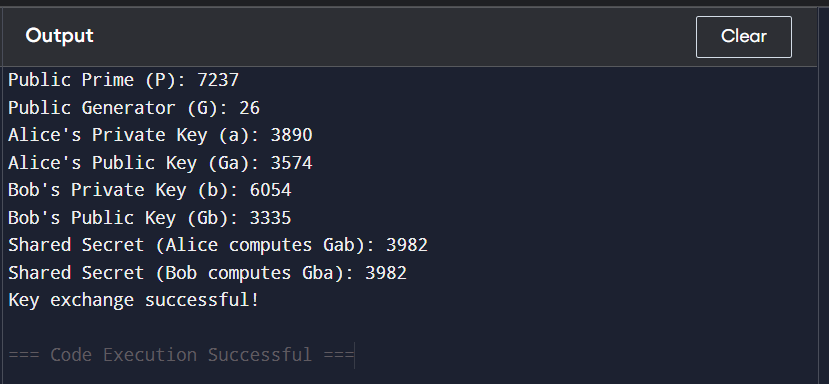 Output
Clear
Public Prime (P): 7237
Public Generator (G): 26
Alice's Private Key (a): 3890
Alice's Public Key (Ga): 3574
Bob's Private Key (b): 6054
Bob's Public Key (Gb): 3335
Shared Secret (Alice computes Gab): 3982
Shared Secret (Bob computes Gba): 3982
Key exchange successful!
=== Code Execution Successful ===